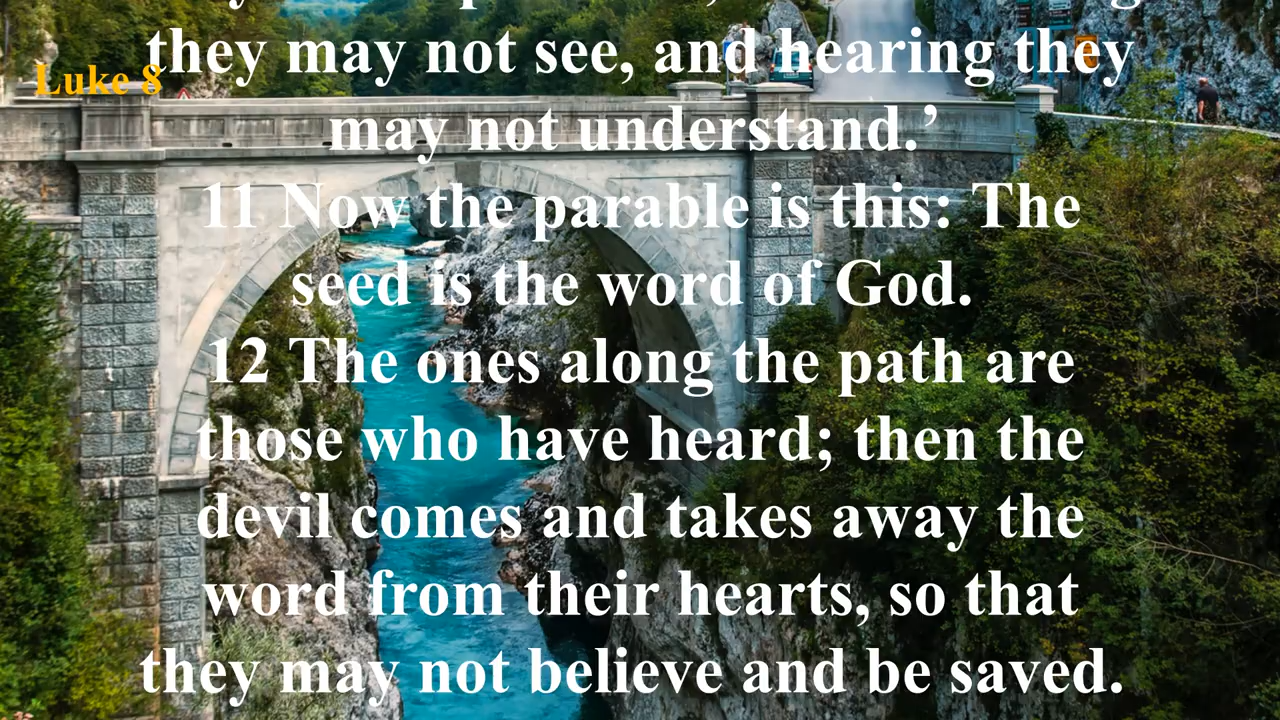 Luke 8
they may not see, and hearing they
may not understand.’
11 Now the parable is this: The
seed is the word of God.
12 The ones along the path are
those who have heard; then the
devil comes and takes away the
word from their hearts, so that
they may not believe and be saved.